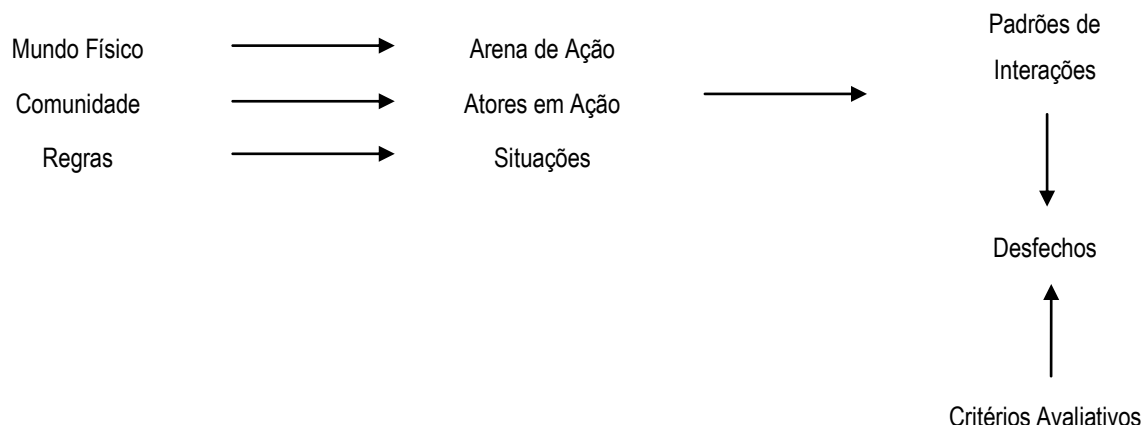 Mundo Físico
Arena de Ação
Padrões de
Interações
Comunidade
Atores em Ação
Regras
Situações
Desfechos
Critérios Avaliativos